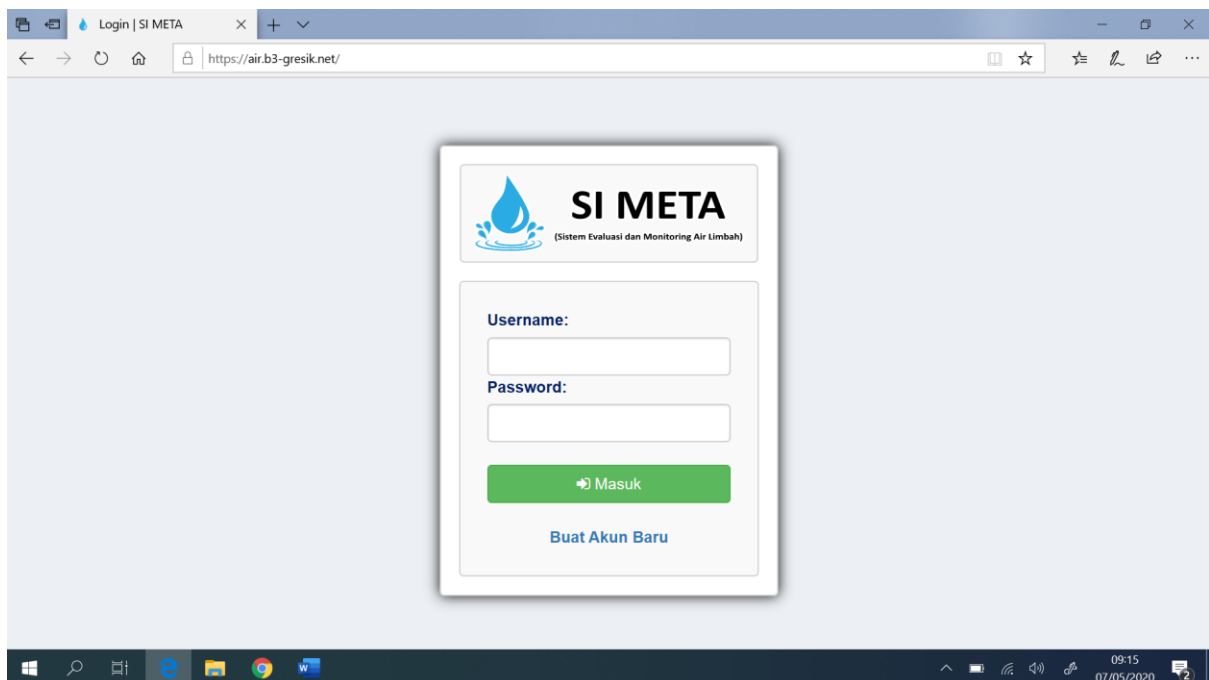 Login | SI META
https://air.b3-gresik.net/
SI META
(Sistem Evaluasi dan Monitoring Air Limbah)
Username:
Password:
Masuk
Buat Akun Baru
09:15
07/05/2020
2